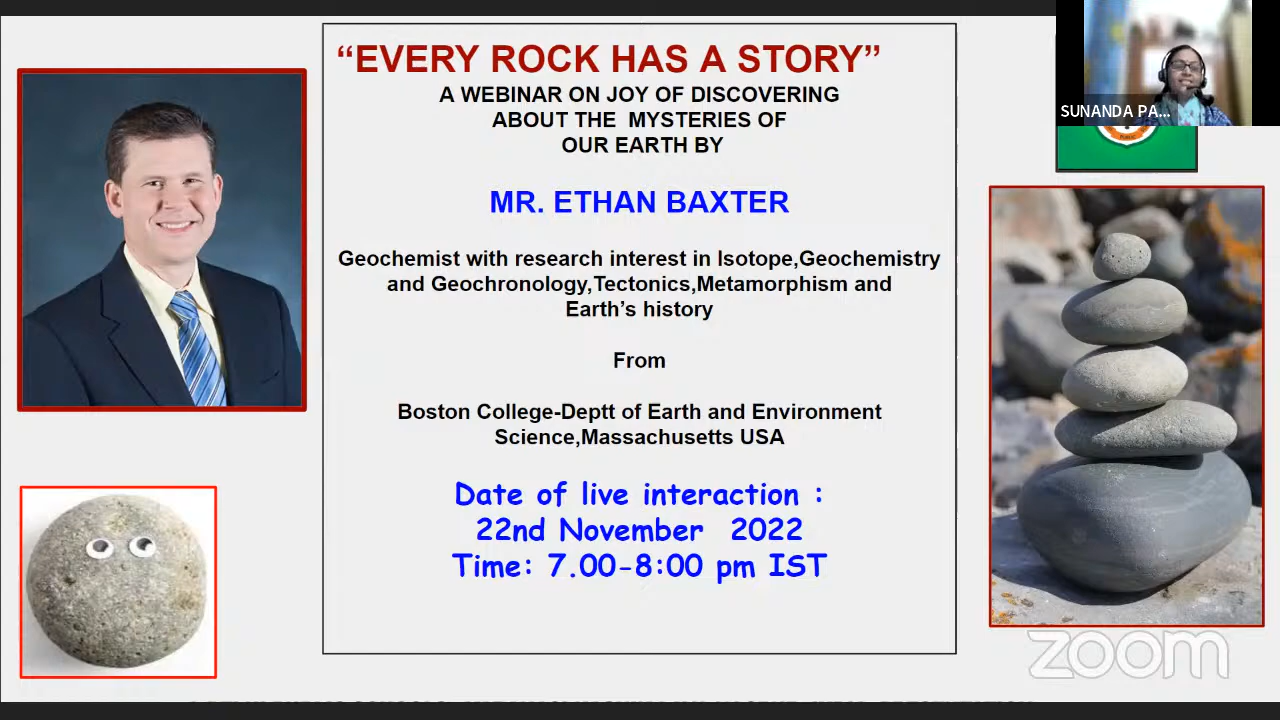 “EVERY ROCK HAS A STORY”
A WEBINAR ON JOY OF DISCOVERING
ABOUT THE MYSTERIES OF
OUR EARTH BY
MR. ETHAN BAXTER
Geochemist with research interest in Isotope,Geochemistry
and Geochronology,Tectonics,Metamorphism and
Earth’s history
From
Boston College-Deptt of Earth and Environment
Science,Massachusetts USA
Date of live interaction :
22nd November 2022
Time: 7.00-8:00 pm IST
SUNANDA PA...
zoom